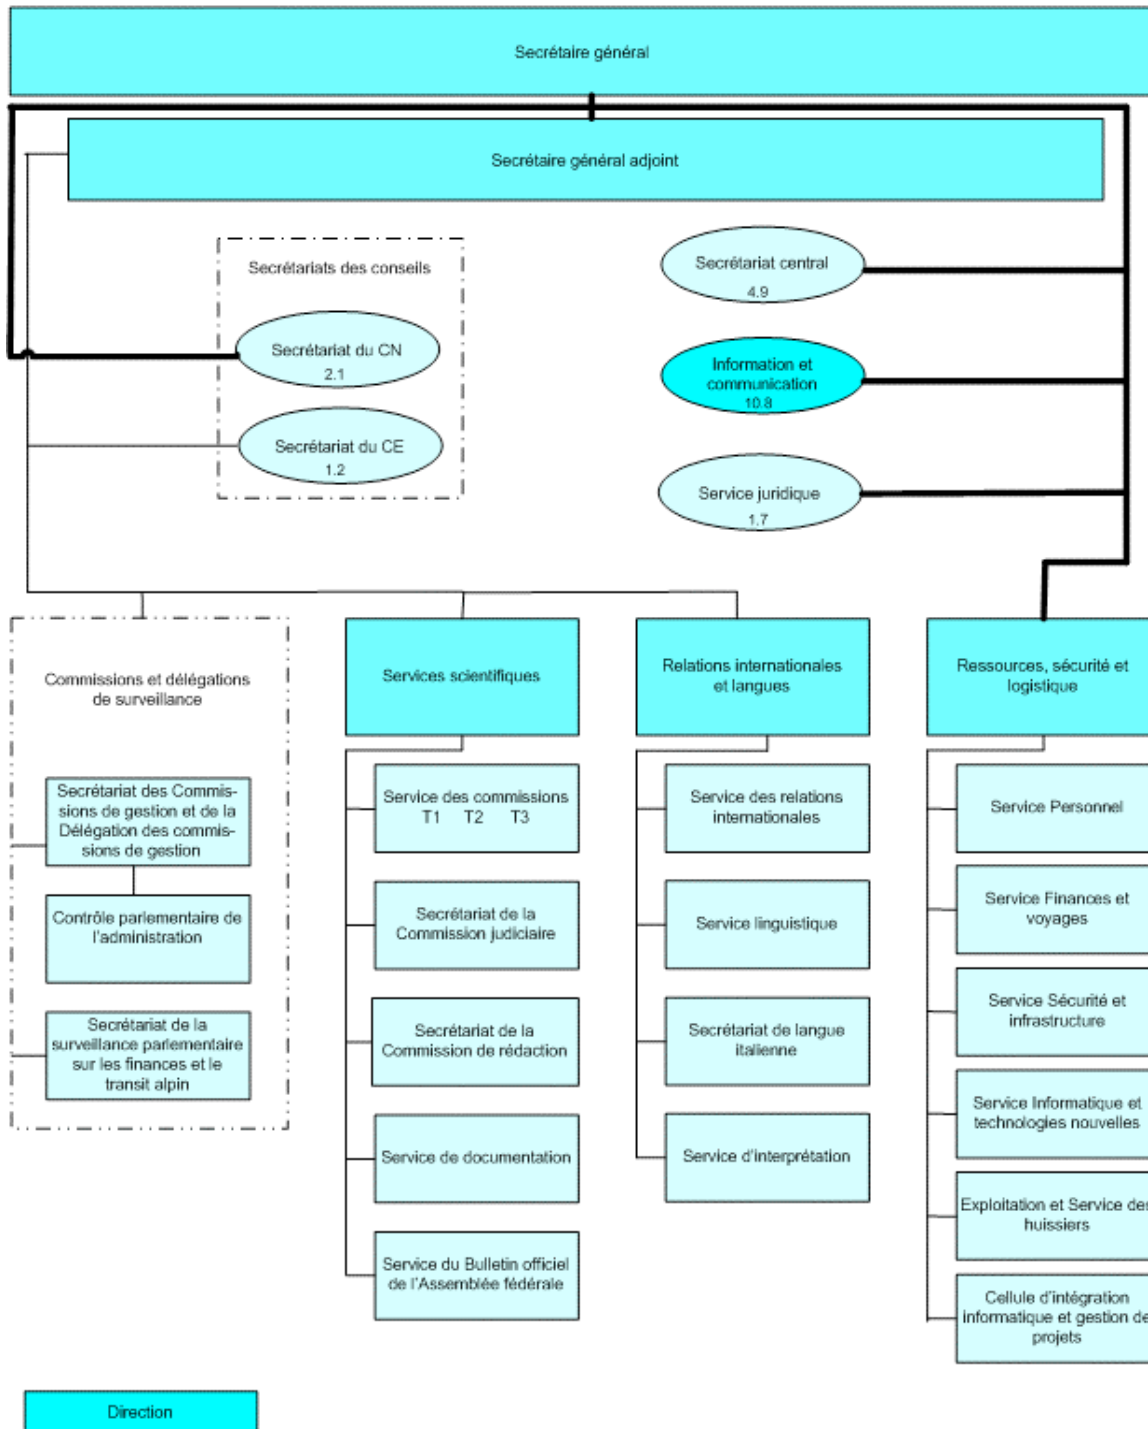 Secrétaire général
Secrétaire général adjoint
Secrétariats des conseils
Secrétariat du CN
2.1
Secrétariat du CE
1.2
Secrétariat central
4.9
Information et
communication
10.8
Service juridique
1.7
Commissions et délégations
de surveillance
Secrétariat des Commis-
sions de gestion et de la
Délégation des commis-
sions de gestion
Contrôle parlementaire de
l'administration
Secrétariat de la
surveillance parlementaire
sur les finances et le
transit alpin
Services scientifiques
Service des commissions
T1 T2 T3
Secrétariat de la
Commission judiciaire
Secrétariat de la
Commission de rédaction
Service de documentation
Service du Bulletin officiel
de l'Assemblée fédérale
Relations internationales
et langues
Service des relations
internationales
Service linguistique
Secrétariat de langue
italienne
Service d'interprétation
Ressources, sécurité et
logistique
Service Personnel
Service Finances et
voyages
Service Sécurité et
infrastructure
Service Informatique et
technologies nouvelles
Exploitation et Service des
huissiers
Cellule d'intégration
informatique et gestion de
projets
Direction